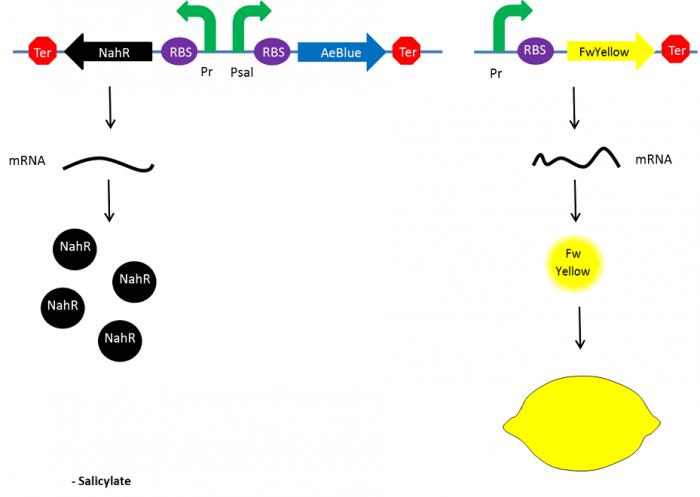 Ter NahR RBS RBS AeBlue Ter RBS FwYellow Ter
Pr Psal Pr
mRNA mRNA
NahR
NahR
NahR
NahR
Fw
Yellow
- Salicylate